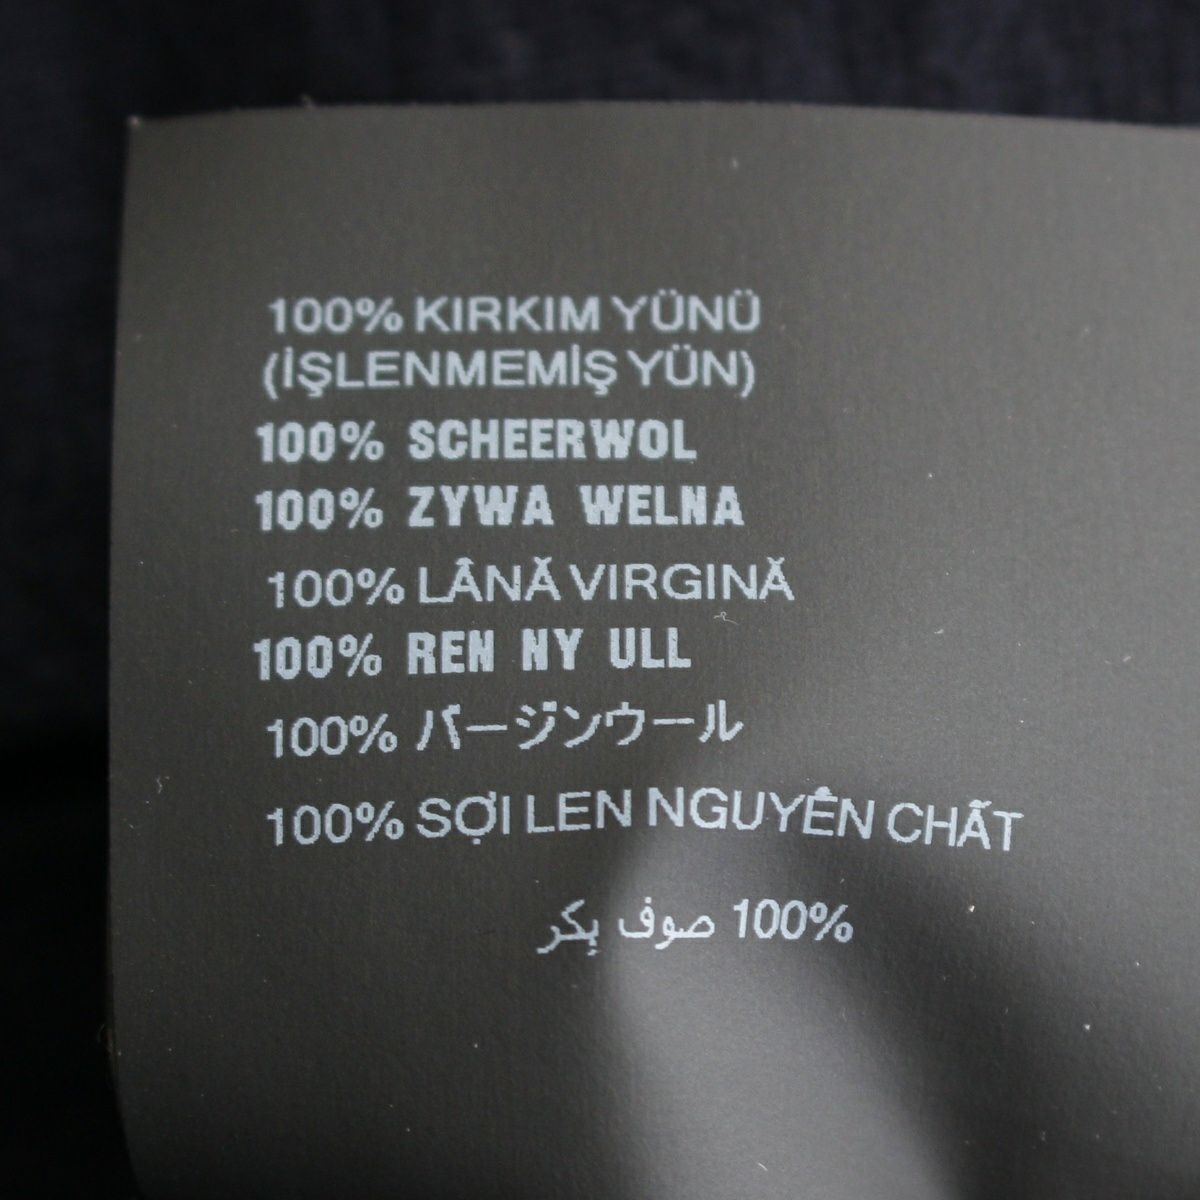 100% KIRKIM YÜNÜ
(İŞLENMEMİŞ YÜN)
100% SCHEERWOL
100% ZYWA WELNA
100% LÂNĂ VIRGINĂ
100% REN NY ULL
100% バージンウール
100% SỢI LEN NGUYÊN CHẤT
100% صوف بكر